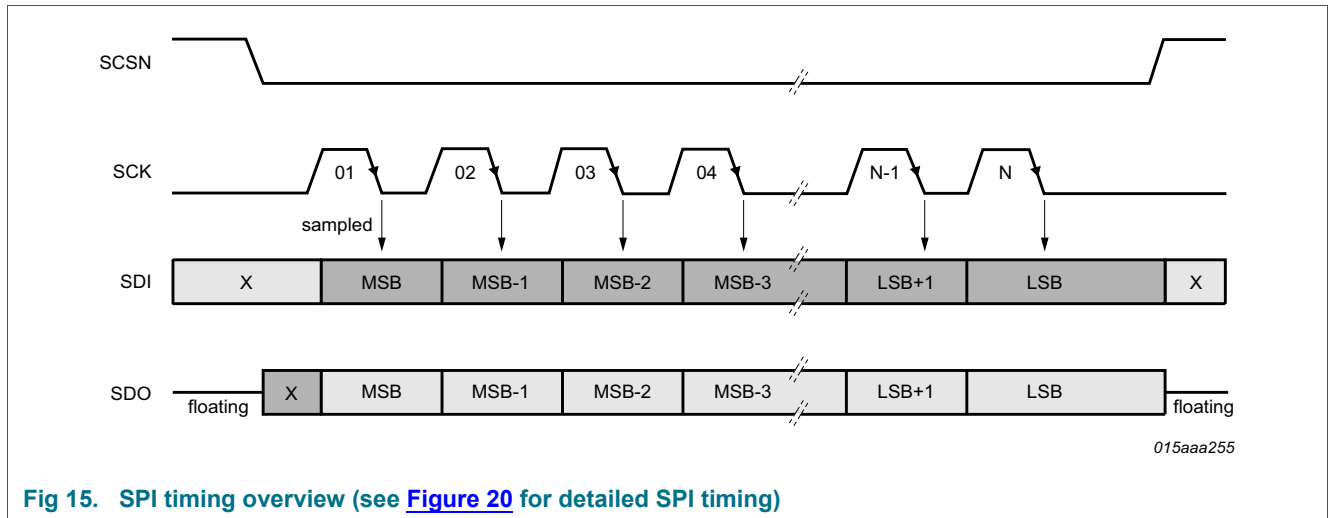 SCSN
SCK 01 02 03 04 N-1 N
sampled
SDI X MSB MSB-1 MSB-2 MSB-3 LSB+1 LSB X
SDO floating X MSB MSB-1 MSB-2 MSB-3 LSB+1 LSB floating
015aaa255
Fig 15. SPI timing overview (see Figure 20 for detailed SPI timing)